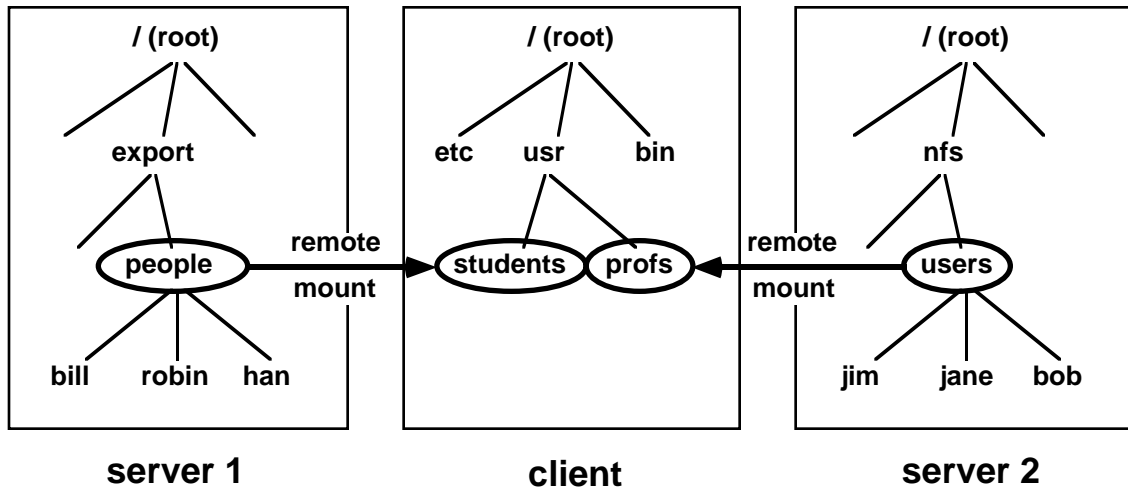 / (root)
/ (root)
/ (root)
export
etc
usr
bin
nfs
people
remote
mount
students
profs
remote
mount
users
bill
robin
han
jim
jane
bob
server 1
client
server 2